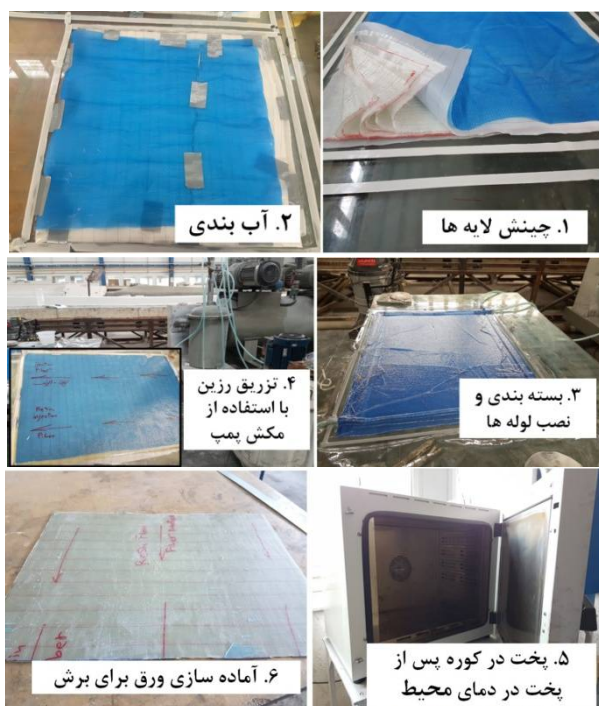 ۱. چینش لایه ها
۲. آب بندی
۳. بسته بندی و
نصب لوله ها
۴. تزریق رزین
با استفاده از
مکش پمپ
۵. پخت در کوره پس از
پخت در دمای محیط
۶. آماده سازی ورق برای برش